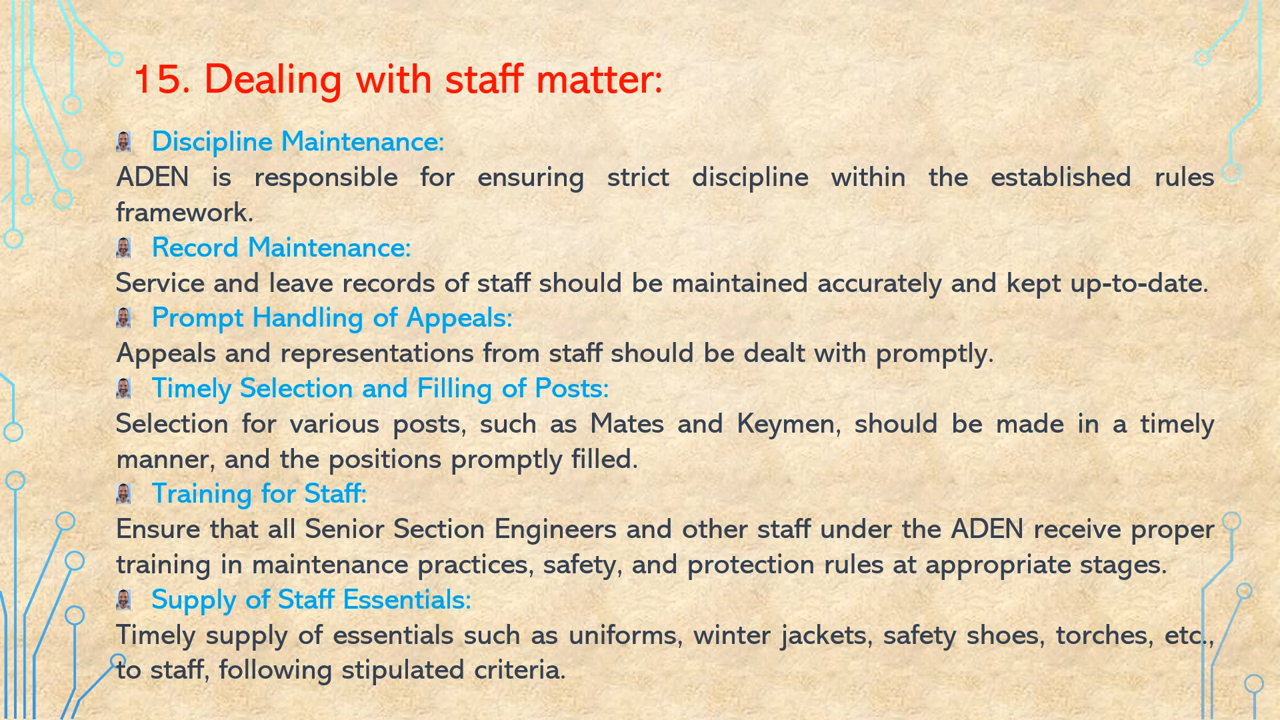 15. Dealing with staff matter:
Discipline Maintenance:
ADEN is responsible for ensuring strict discipline within the established rules
framework.
Record Maintenance:
Service and leave records of staff should be maintained accurately and kept up-to-date.
Prompt Handling of Appeals:
Appeals and representations from staff should be dealt with promptly.
Timely Selection and Filling of Posts:
Selection for various posts, such as Mates and Keymen, should be made in a timely
manner, and the positions promptly filled.
Training for Staff:
Ensure that all Senior Section Engineers and other staff under the ADEN receive proper
training in maintenance practices, safety, and protection rules at appropriate stages.
Supply of Staff Essentials:
Timely supply of essentials such as uniforms, winter jackets, safety shoes, torches, etc.,
to staff, following stipulated criteria.